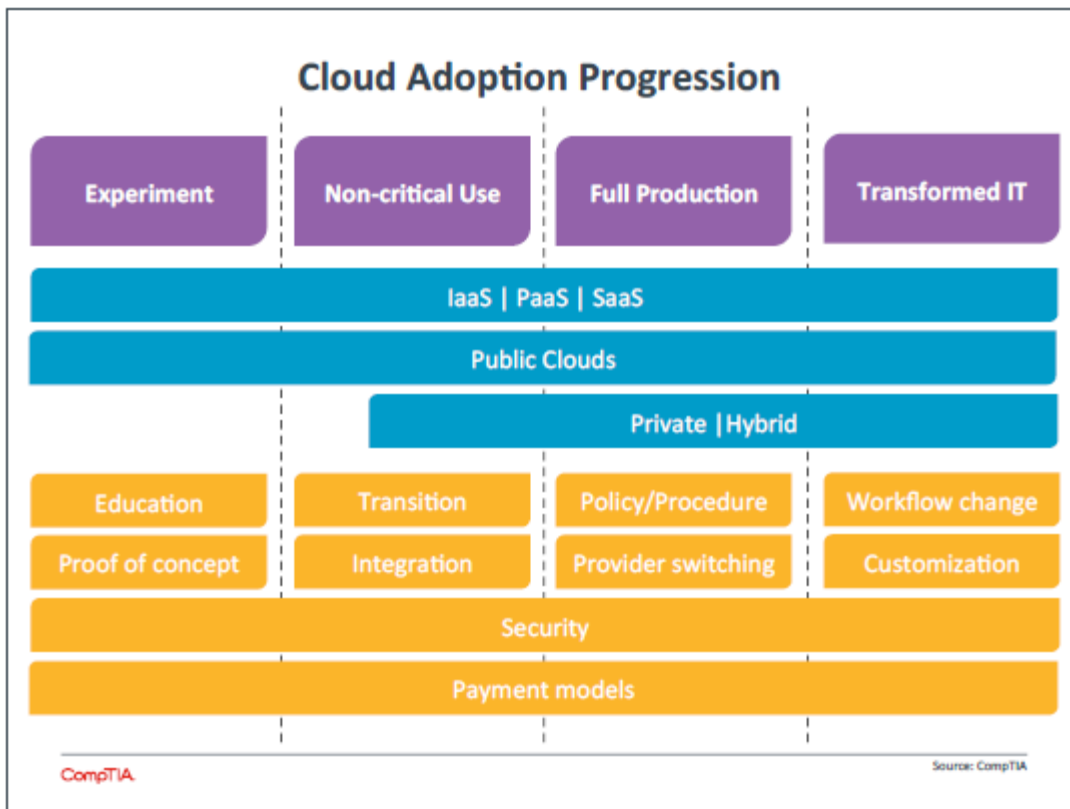 Cloud Adoption Progression
Experiment
Non-critical Use
Full Production
Transformed IT
IaaS | PaaS | SaaS
Public Clouds
Private |Hybrid
Education
Transition
Policy/Procedure
Workflow change
Proof of concept
Integration
Provider switching
Customization
Security
Payment models
CompTIA.
Source: CompTIA